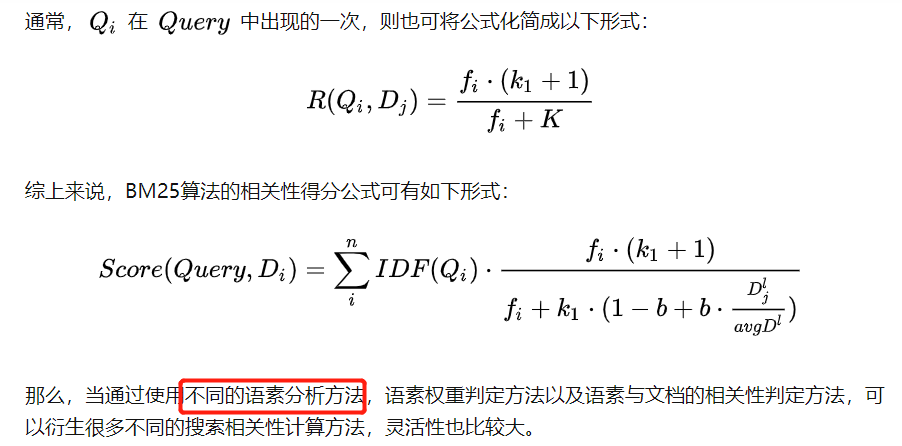 通常，Q_i 在 Query 中出现的一次，则也可将公式化简成以下形式：
R(Q_i, D_j) = \frac{f_i \cdot (k_1 + 1)}{f_i + K}
综上来说，BM25算法的相关性得分公式可有如下形式：
Score(Query, D_i) = \sum_{i}^{n} IDF(Q_i) \cdot \frac{f_i \cdot (k_1 + 1)}{f_i + k_1 \cdot (1 - b + b \cdot \frac{D_j^l}{avgD^l})}
那么，当通过使用不同的语素分析方法，语素权重判定方法以及语素与文档的相关性判定方法，可
以衍生很多不同的搜索相关性计算方法，灵活性也比较大。